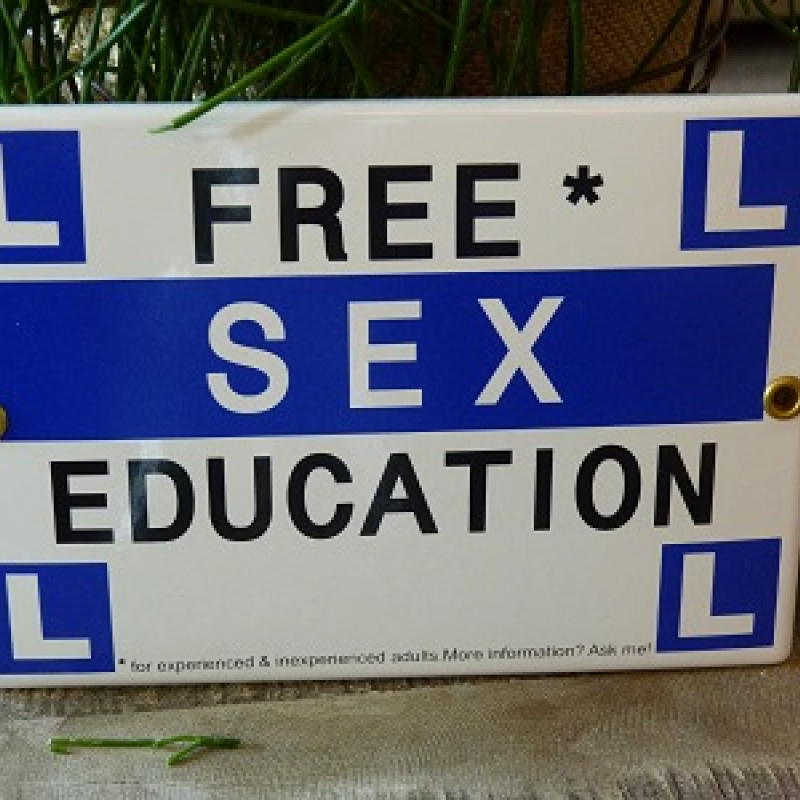 L FREE* L
SEX
EDUCATION
L L
* for experienced & inexperienced adults.More information? Ask me!